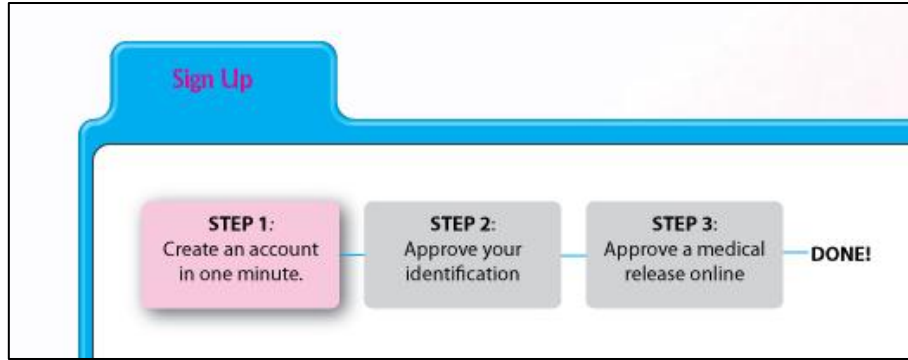 Sign Up
STEP 1:
Create an account
in one minute.
STEP 2:
Approve your
identification
STEP 3:
Approve a medical
release online
DONE!